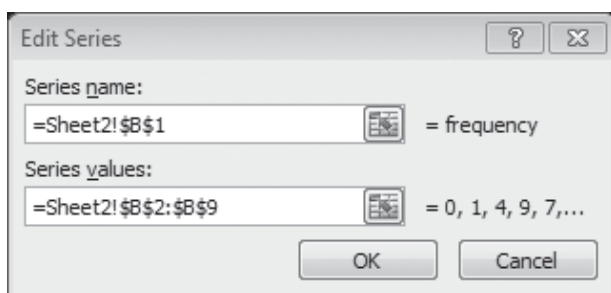 Edit Series
Series name:
=Sheet2!$B$1 = frequency
Series values:
=Sheet2!$B$2:$B$9 = 0, 1, 4, 9, 7,...
OK Cancel